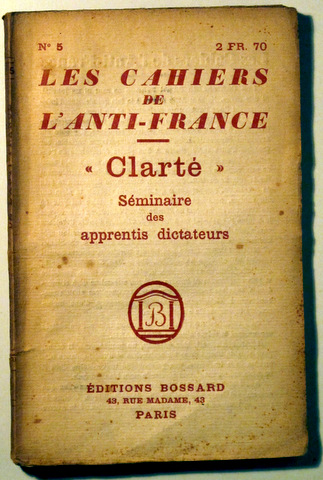 N° 5 2 FR. 70
LES CAHIERS
DE
L'ANTI-FRANCE
« Clarté »
Séminaire
des
apprentis dictateurs
B
ÉDITIONS BOSSARD
43, RUE MADAME, 43
PARIS